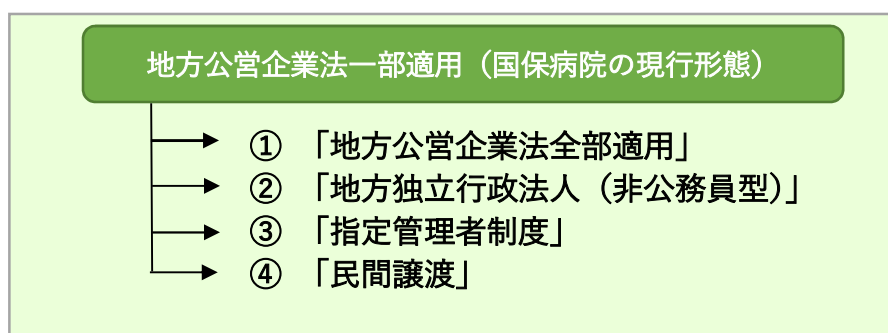 地方公営企業法一部適用（国保病院の現行形態）
① 「地方公営企業法全部適用」
② 「地方独立行政法人（非公務員型）」
③ 「指定管理者制度」
④ 「民間譲渡」